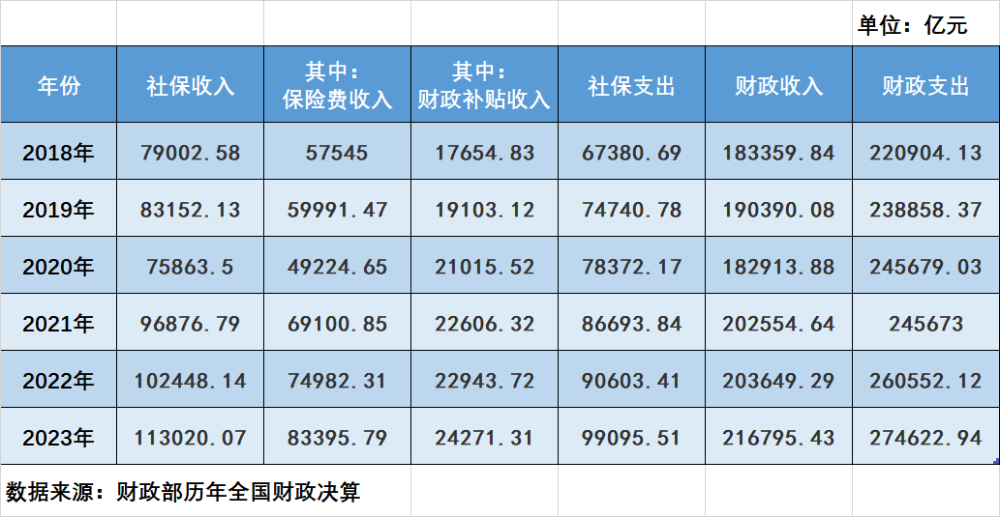 单位：亿元
年份 社保收入 其中：保险费收入 其中：财政补贴收入 社保支出 财政收入 财政支出
2018年 79002.58 57545 17654.83 67380.69 183359.84 220904.13
2019年 83152.13 59991.47 19103.12 74740.78 190390.08 238858.37
2020年 75863.5 49224.65 21015.52 78372.17 182913.88 245679.03
2021年 96876.79 69100.85 22606.32 86693.84 202554.64 245673
2022年 102448.14 74982.31 22943.72 90603.41 203649.29 260552.12
2023年 113020.07 83395.79 24271.31 99095.51 216795.43 274622.94
数据来源：财政部历年全国财政决算